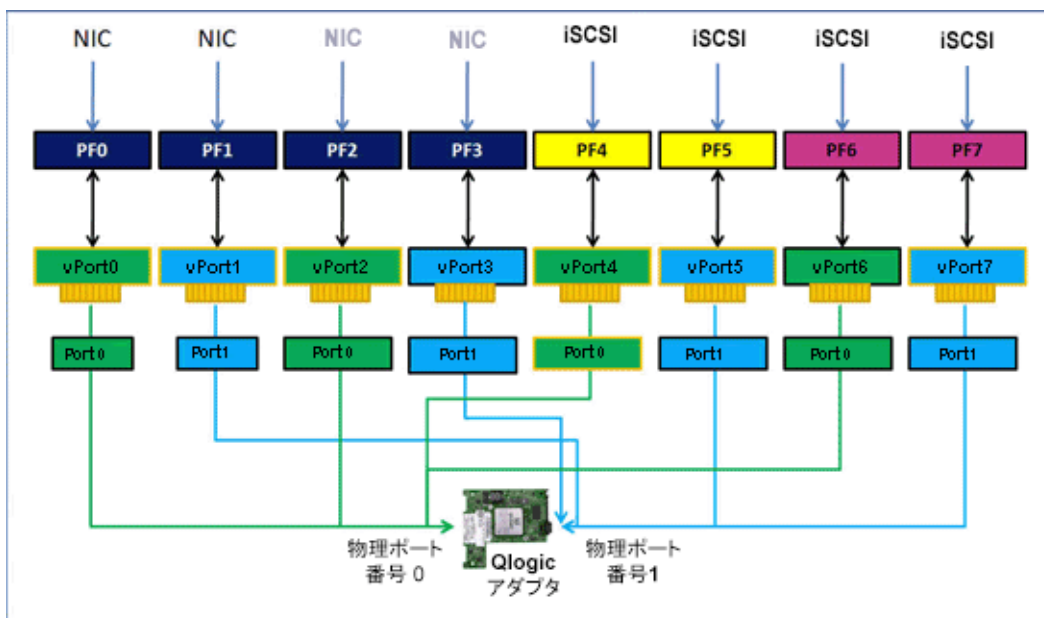 NIC NIC NIC NIC iSCSI iSCSI iSCSI iSCSI
PF0 PF1 PF2 PF3 PF4 PF5 PF6 PF7
vPort0 vPort1 vPort2 vPort3 vPort4 vPort5 vPort6 vPort7
Port0 Port1 Port0 Port1 Port0 Port1 Port0 Port1
物理ポート
番号 0
Qlogic
アダプタ
物理ポート
番号1